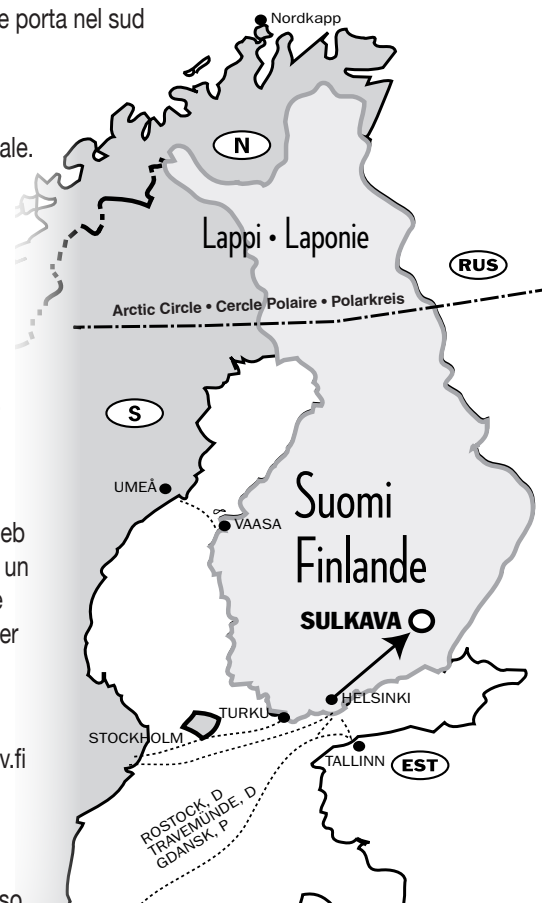 e porta nel sud
Nordkapp
ale.
N
Lappi • Laponie
RUS
Arctic Circle • Cercle Polaire • Polarkreis
S
UMEÅ
Suomi
VAASA
eb
Finlande
un
e
SULKAVA
er
HELSINKI
TURKU
STOCKHOLM
v.fi
TALLINN
EST
ROSTOCK, D
TRAVEMÜNDE, D
GDANSK, P
so